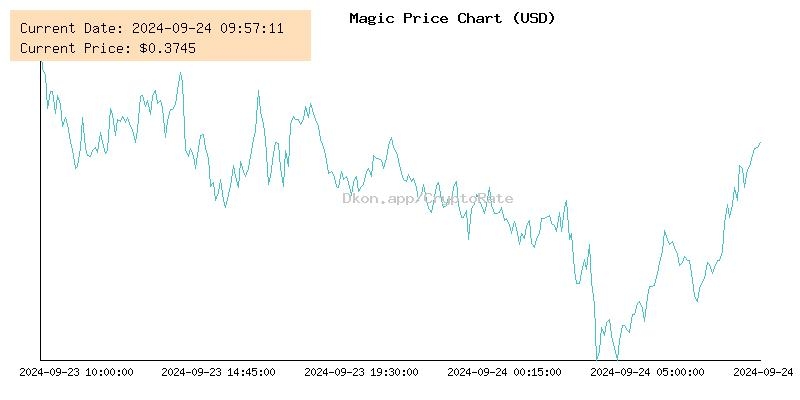 Magic Price Chart (USD)
Current Date: 2024-09-24 09:57:11
Current Price: $0.3745
Dkon.app/CryptoRate
2024-09-23 10:00:00 2024-09-23 14:45:00 2024-09-23 19:30:00 2024-09-24 00:15:00 2024-09-24 05:00:00 2024-09-24